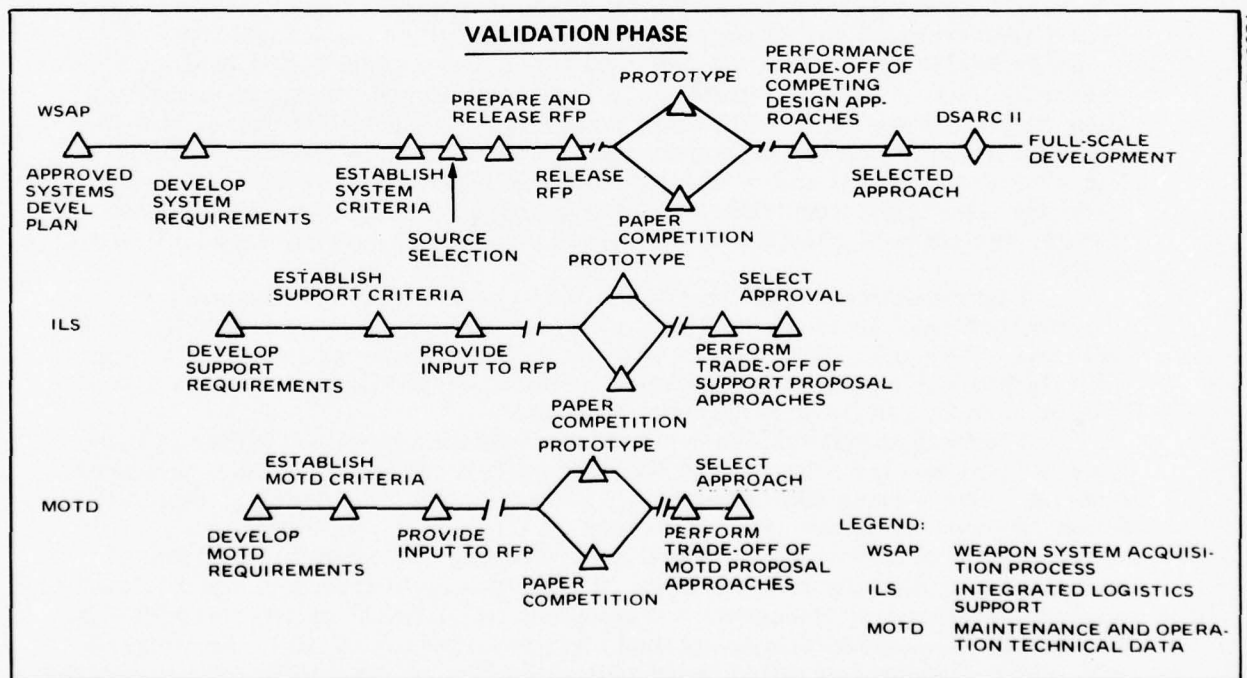 VALIDATION PHASE
WSAP
APPROVED
SYSTEMS
DEVEL
PLAN
DEVELOP
SYSTEM
REQUIREMENTS
ESTABLISH
SYSTEM
CRITERIA
SOURCE
SELECTION
PREPARE AND
RELEASE RFP
RELEASE
RFP
PROTOTYPE
PAPER
COMPETITION
PERFORMANCE
TRADE-OFF OF
COMPETING
DESIGN APP-
ROACHES
SELECTED
APPROACH
DSARC II
FULL-SCALE
DEVELOPMENT
ILS
DEVELOP
SUPPORT
REQUIREMENTS
ESTABLISH
SUPPORT CRITERIA
PROVIDE
INPUT TO RFP
PROTOTYPE
PAPER
COMPETITION
PERFORM
TRADE-OFF OF
SUPPORT PROPOSAL
APPROACHES
SELECT
APPROVAL
MOTD
DEVELOP
MOTD
REQUIREMENTS
ESTABLISH
MOTD CRITERIA
PROVIDE
INPUT TO RFP
PROTOTYPE
PAPER
COMPETITION
PERFORM
TRADE-OFF OF
MOTD PROPOSAL
APPROACHES
SELECT
APPROACH
LEGEND:
WSAP WEAPON SYSTEM ACQUISI-
TION PROCESS
ILS INTEGRATED LOGISTICS
SUPPORT
MOTD MAINTENANCE AND OPERA-
TION TECHNICAL DATA